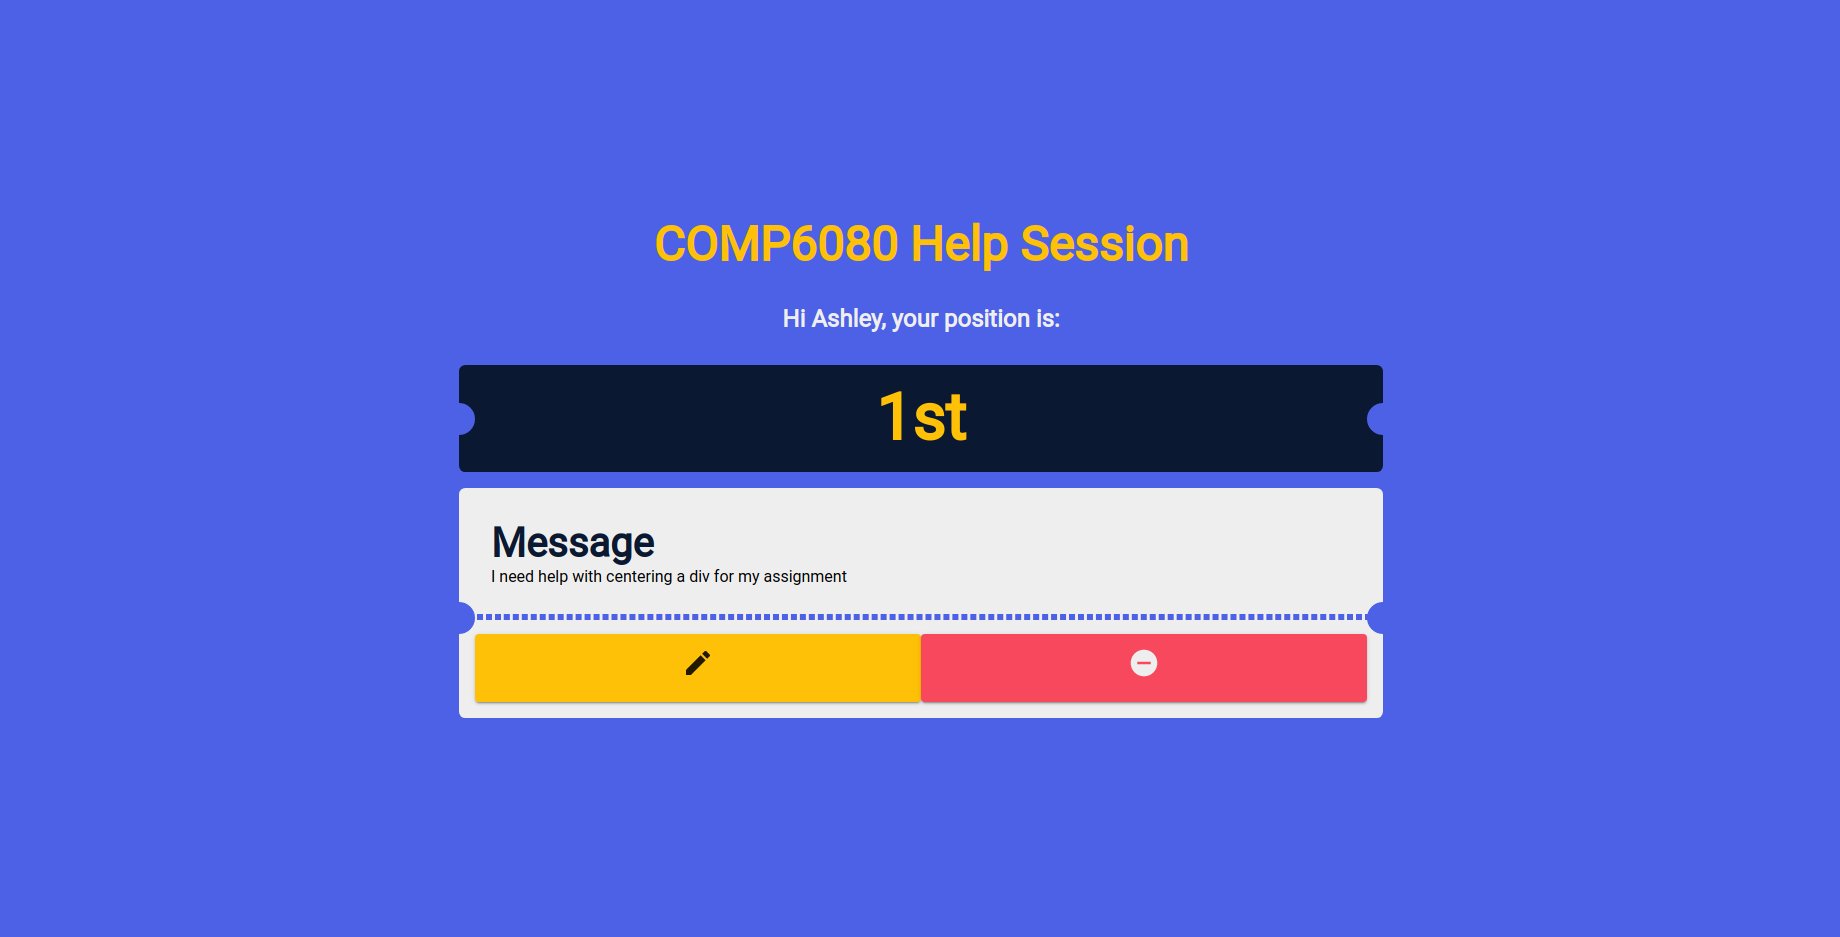 COMP6080 Help Session
Hi Ashley, your position is:
1st
Message
I need help with centering a div for my assignment